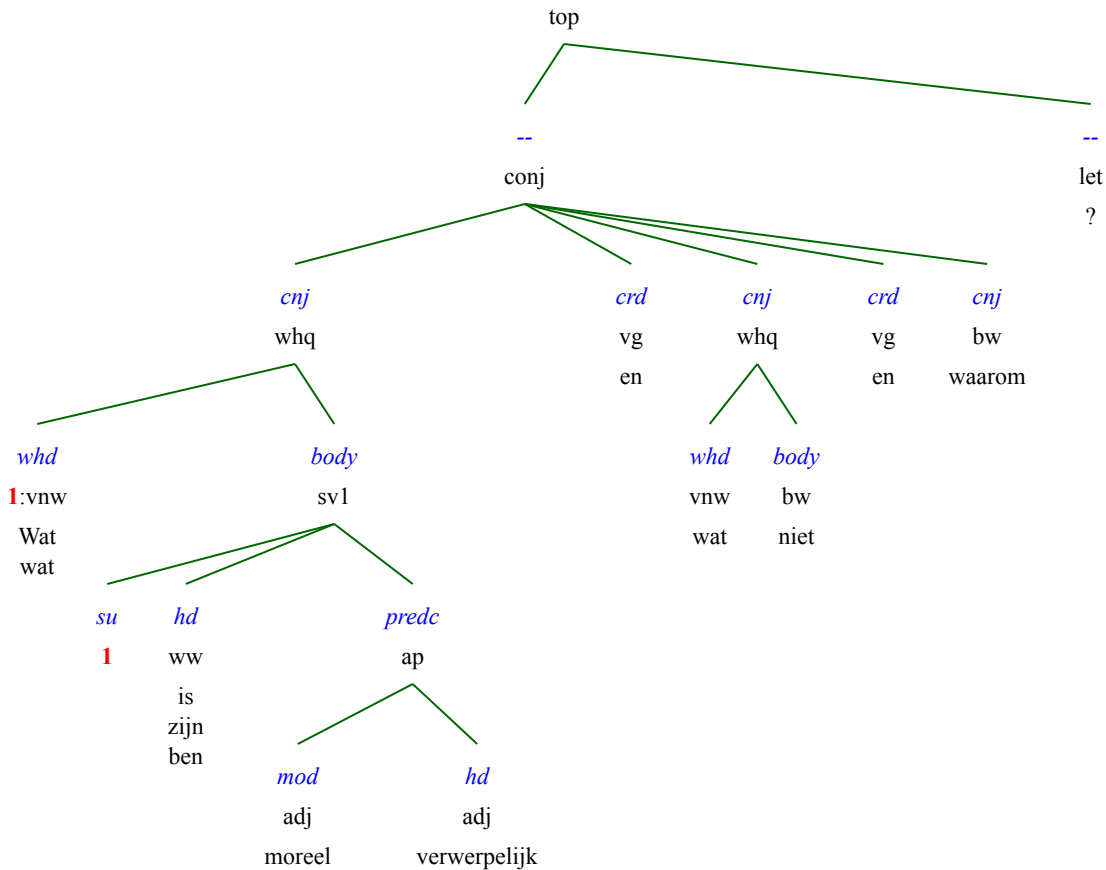 top
-- --
conj let
?
cnj crd cnj crd cnj
whq vg whq vg bw
en en waarom
whd body whd body
1:vnw sv1 vnw bw
Wat wat niet
wat
su hd predc
1 ww ap
is
zijn
ben
mod hd
adj adj
moreel verwerpelijk